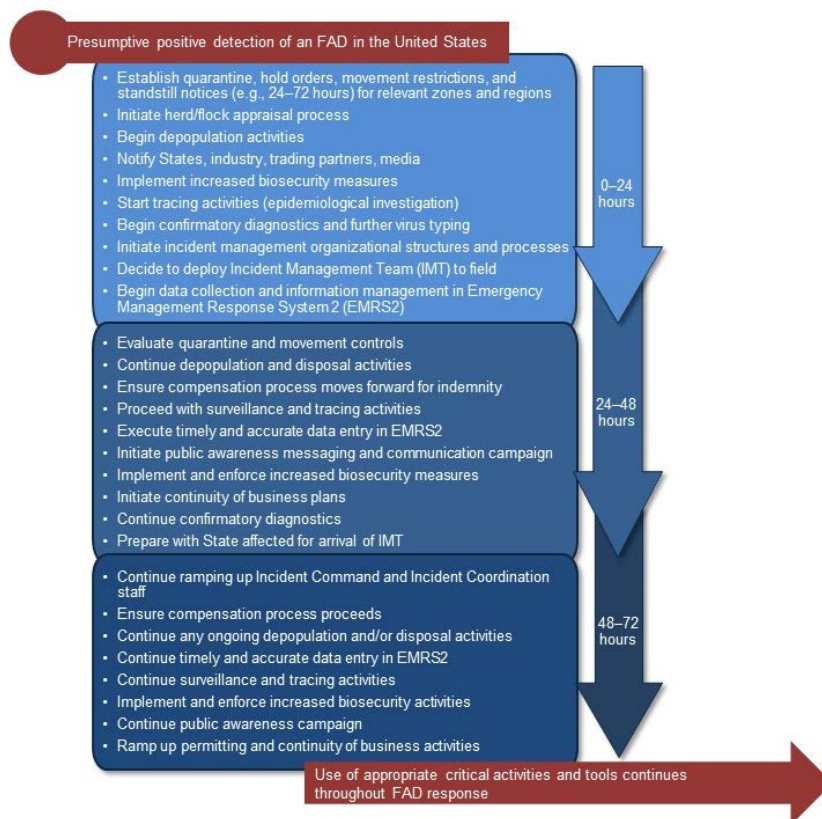 Presumptive positive detection of an FAD in the United States
• Establish quarantine, hold orders, movement restrictions, and
standstill notices (e.g., 24–72 hours) for relevant zones and regions
• Initiate herd/flock appraisal process
• Begin depopulation activities
• Notify States, industry, trading partners, media
• Implement increased biosecurity measures
• Start tracing activities (epidemiological investigation)
• Begin confirmatory diagnostics and further virus typing
• Initiate incident management organizational structures and processes
• Decide to deploy Incident Management Team (IMT) to field
• Begin data collection and information management in Emergency
Management Response System 2 (EMRS2)
0–24
hours
• Evaluate quarantine and movement controls
• Continue depopulation and disposal activities
• Ensure compensation process moves forward for indemnity
• Proceed with surveillance and tracing activities
• Execute timely and accurate data entry in EMRS2
• Initiate public awareness messaging and communication campaign
• Implement and enforce increased biosecurity measures
• Initiate continuity of business plans
• Continue confirmatory diagnostics
• Prepare with State affected for arrival of IMT
24–48
hours
• Continue ramping up Incident Command and Incident Coordination
staff
• Ensure compensation process proceeds
• Continue any ongoing depopulation and/or disposal activities
• Continue timely and accurate data entry in EMRS2
• Continue surveillance and tracing activities
• Implement and enforce increased biosecurity activities
• Continue public awareness campaign
• Ramp up permitting and continuity of business activities
48–72
hours
Use of appropriate critical activities and tools continues
throughout FAD response